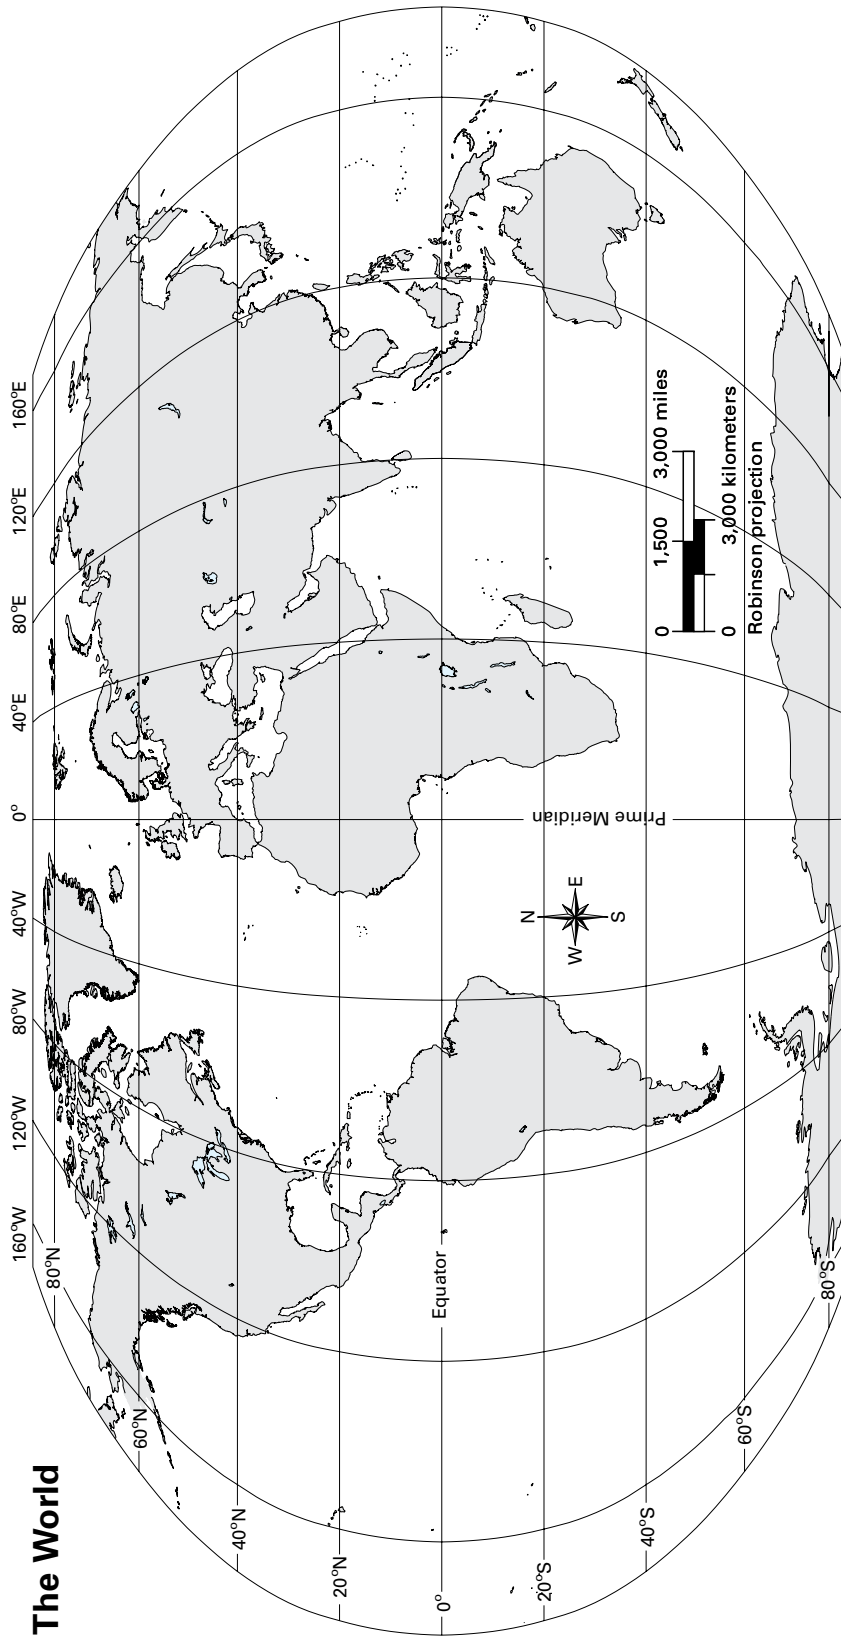 The World
160°W
120°W
80°W
40°W
0°
40°E
80°E
120°E
160°E
80°N
60°N
40°N
20°N
0°
Equator
20°S
40°S
60°S
80°S
Prime Meridian
N
W
E
S
0
1,500
3,000 miles
0
3,000 kilometers
Robinson projection